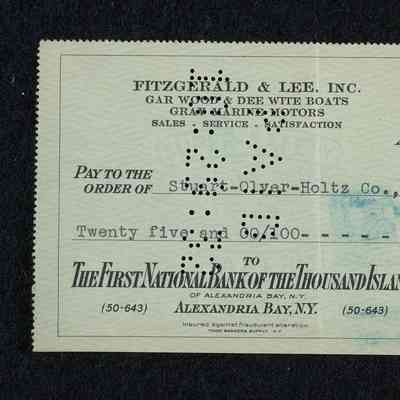 FITZGERALD & LEE, INC.
GAR WOOD & DEE WITE BOATS
GRAY MARINE MOTORS
SALES - SERVICE - SATISFACTION
PAY TO THE
ORDER OF Stuart-Olver-Holtz Co.,
Twenty five and 00/100- - - - -
TO
THE FIRST NATIONAL BANK OF THE THOUSAND ISLAN
OF ALEXANDRIA BAY, N.Y.
(50-643) ALEXANDRIA BAY, N.Y. (50-643)
Insured against fraudulent alteration